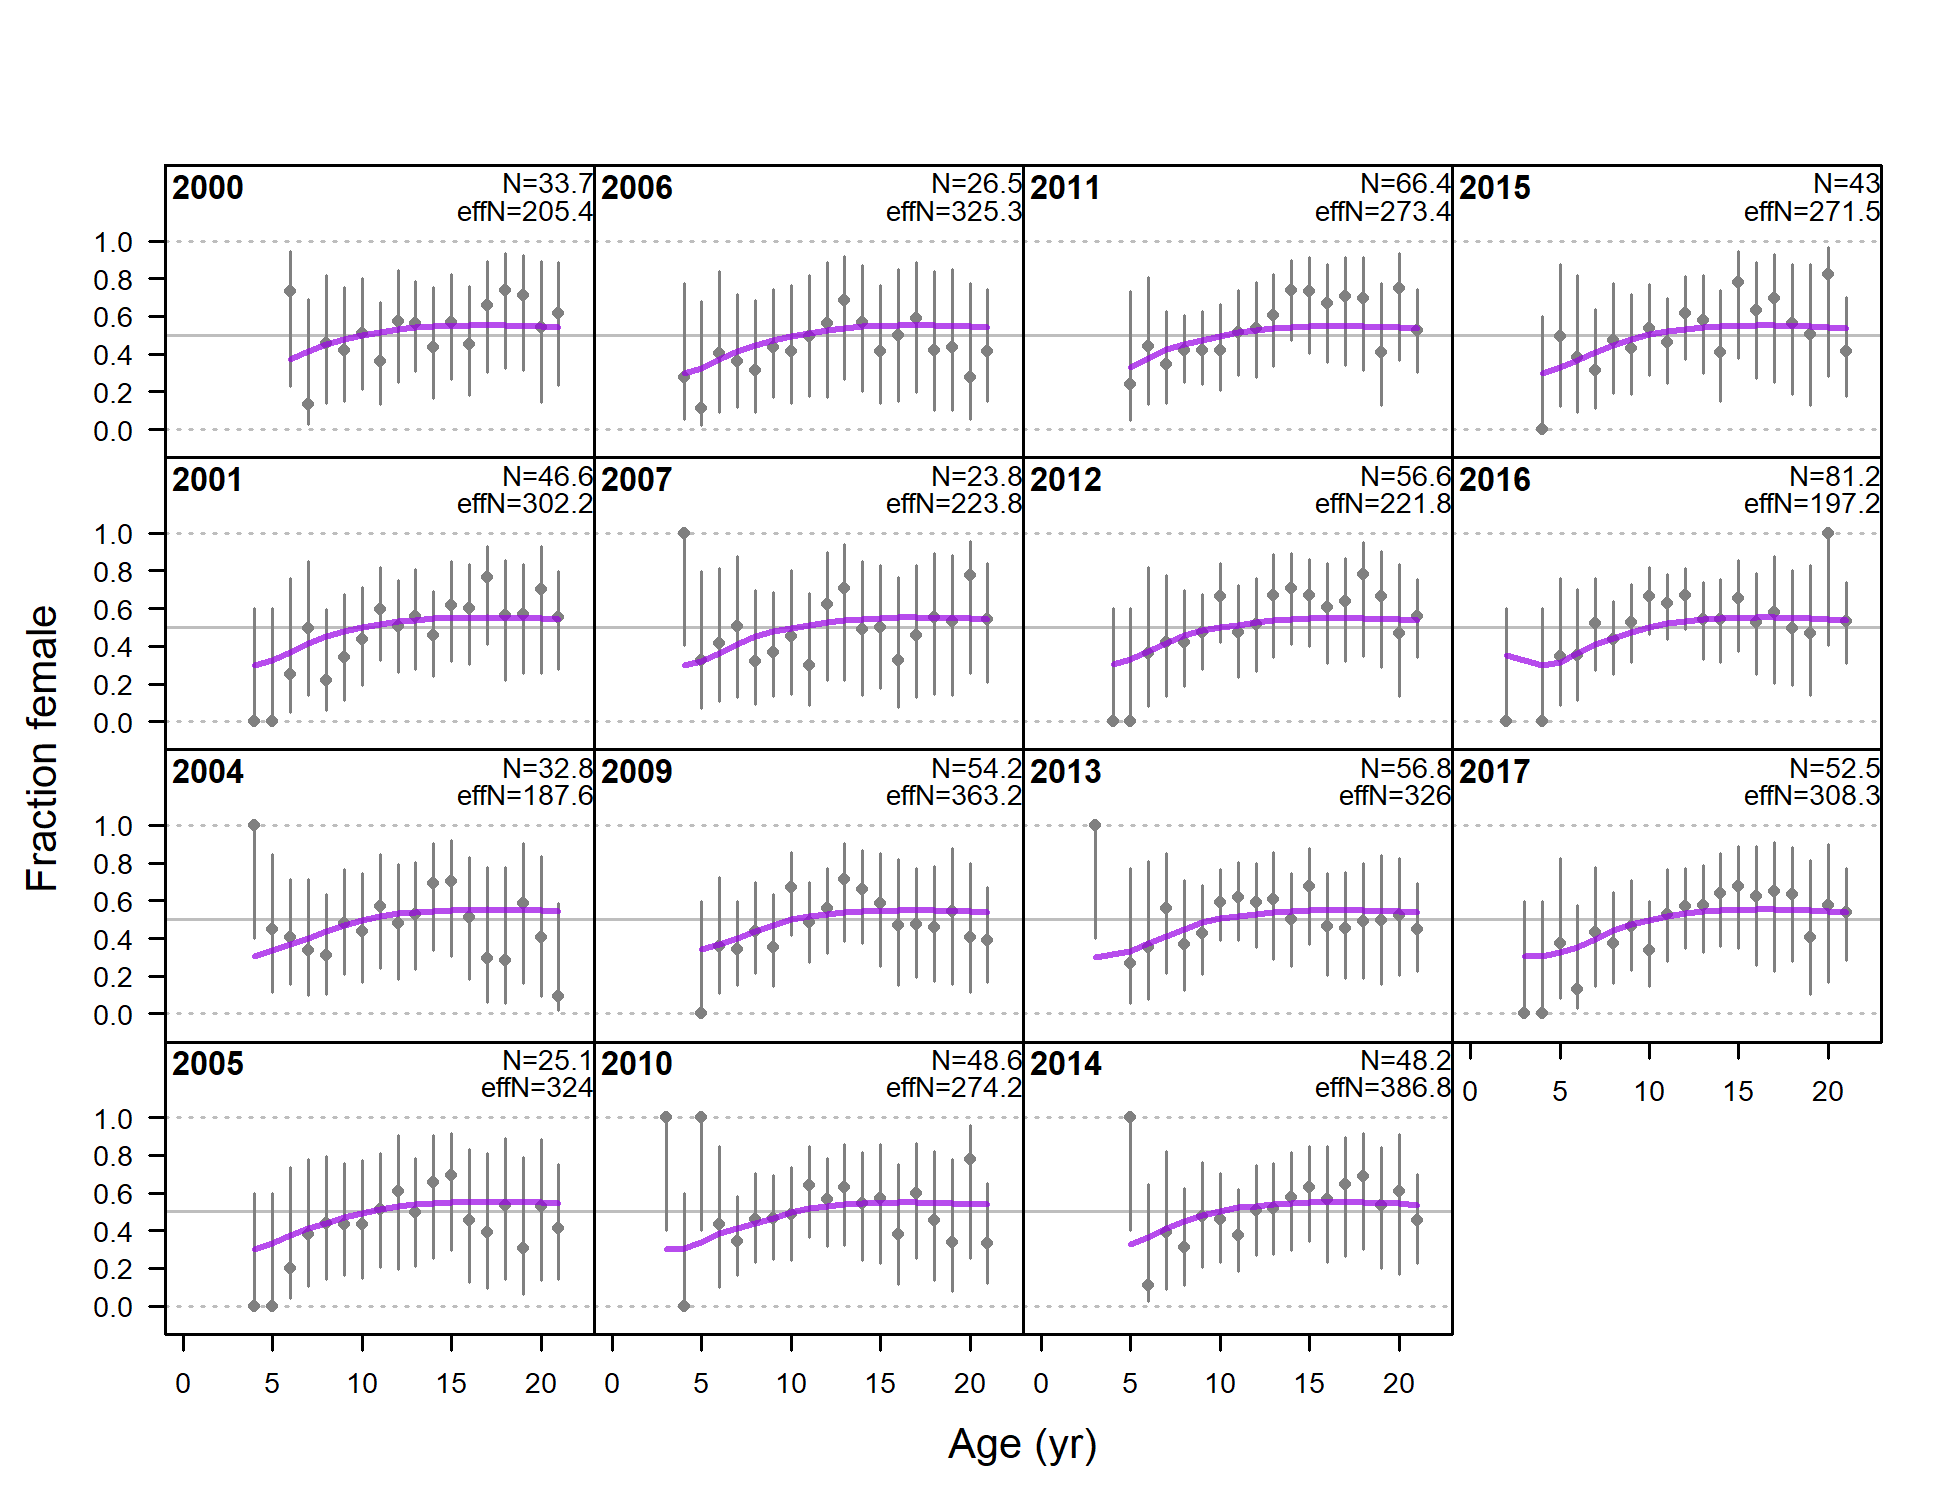 2000 N=33.7 2006 N=26.5 2011 N=66.4 2015 N=43
effN=205.4 effN=325.3 effN=273.4 effN=271.5
1.0
0.8
0.6
0.4
0.2
0.0
2001 N=46.6 2007 N=23.8 2012 N=56.6 2016 N=81.2
effN=302.2 effN=223.8 effN=221.8 effN=197.2
1.0
0.8
0.6
0.4
0.2
0.0
Fraction female
2004 N=32.8 2009 N=54.2 2013 N=56.8 2017 N=52.5
effN=187.6 effN=363.2 effN=326 effN=308.3
1.0
0.8
0.6
0.4
0.2
0.0
2005 N=25.1 2010 N=48.6 2014 N=48.2
effN=324 effN=274.2 effN=386.8
0 5 10 15 20
1.0
0.8
0.6
0.4
0.2
0.0
0 5 10 15 20 0 5 10 15 20 0 5 10 15 20
Age (yr)